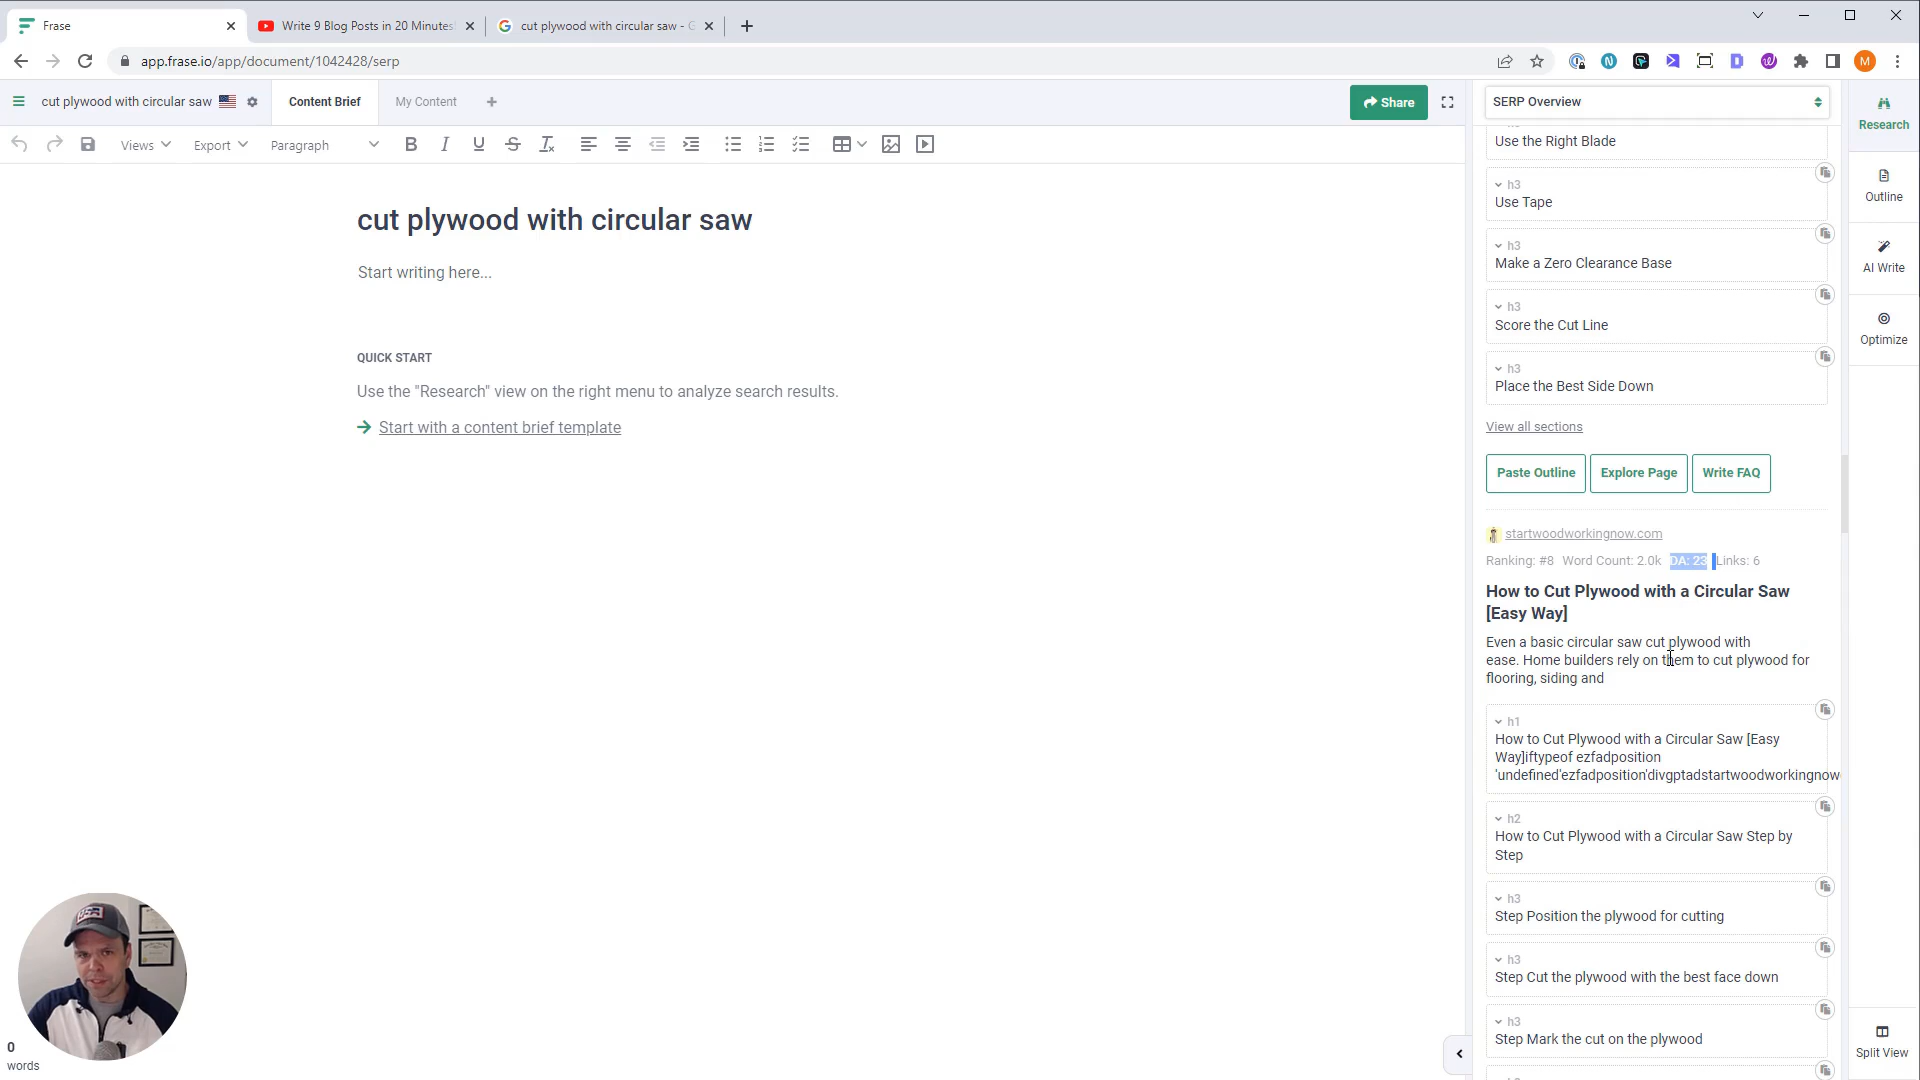 Frase
Write 9 Blog Posts in 20 Minutes
cut plywood with circular saw - G
app.frase.io/app/document/1042428/serp
M
cut plywood with circular saw
Content Brief
My Content
Share
SERP Overview
Research
Views
Export
Paragraph
B
I
U
S
Use the Right Blade
h3
Use Tape
Outline
cut plywood with circular saw
h3
Make a Zero Clearance Base
AI Write
Start writing here...
h3
Score the Cut Line
Optimize
QUICK START
h3
Place the Best Side Down
Use the "Research" view on the right menu to analyze search results.
Start with a content brief template
View all sections
Paste Outline
Explore Page
Write FAQ
startwoodworkingnow.com
Ranking: #8 Word Count: 2.0k DA: 23 Links: 6
How to Cut Plywood with a Circular Saw
[Easy Way]
Even a basic circular saw cut plywood with
ease. Home builders rely on them to cut plywood for
flooring, siding and
h1
How to Cut Plywood with a Circular Saw [Easy
Way]iftypeof ezfadposition
'undefined'ezfadposition'divgptadstartwoodworkingnow
h2
How to Cut Plywood with a Circular Saw Step by
Step
h3
Step Position the plywood for cutting
h3
Step Cut the plywood with the best face down
h3
Step Mark the cut on the plywood
0
words
Split View